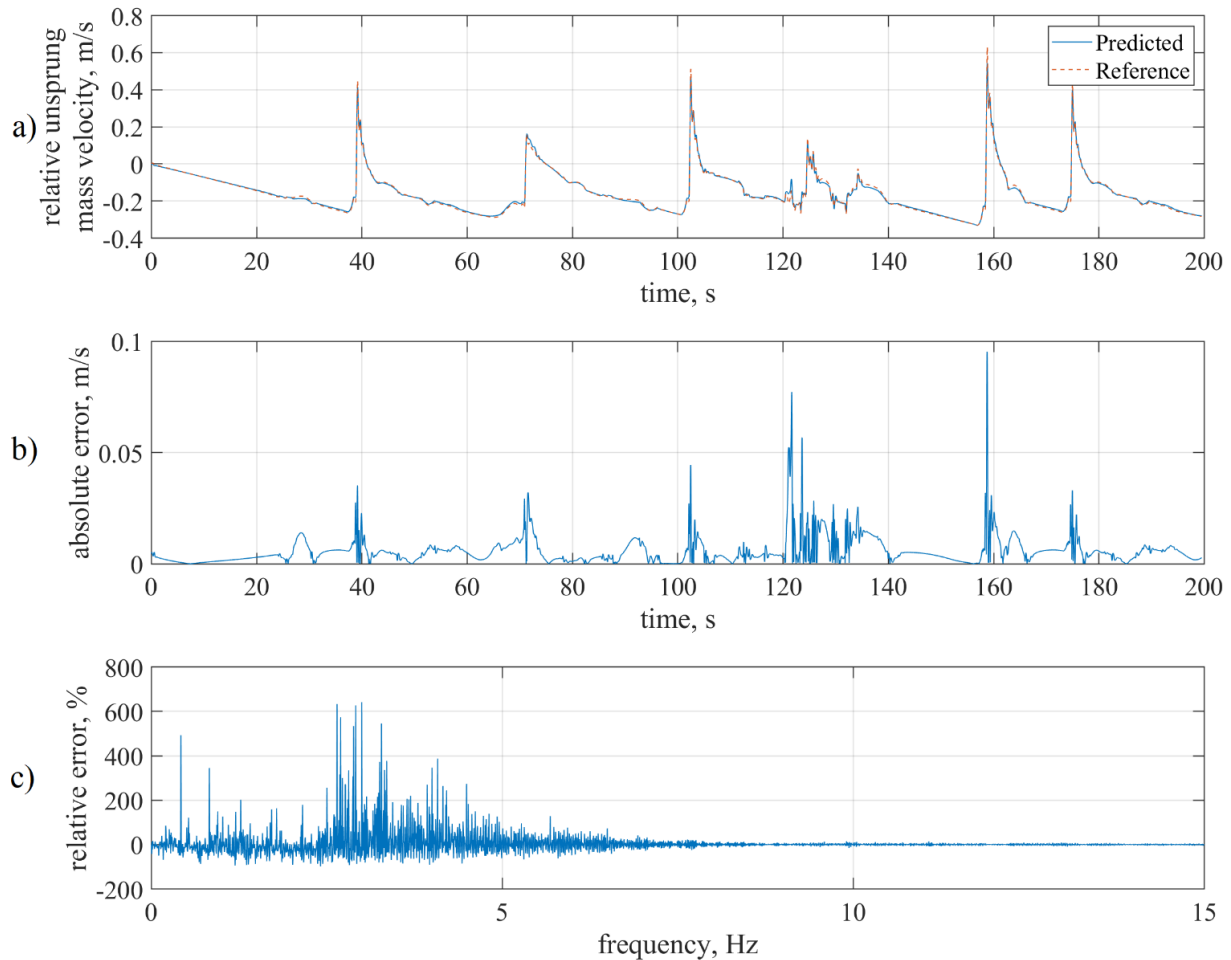 a)
relative unsprung
mass velocity, m/s
0.8
0.6
0.4
0.2
0
-0.2
-0.4
Predicted
Reference
0 20 40 60 80 100 120 140 160 180 200
time, s
b)
absolute error, m/s
0.1
0.05
0
0 20 40 60 80 100 120 140 160 180 200
time, s
c)
relative error, %
800
600
400
200
0
-200
0 5 10 15
frequency, Hz